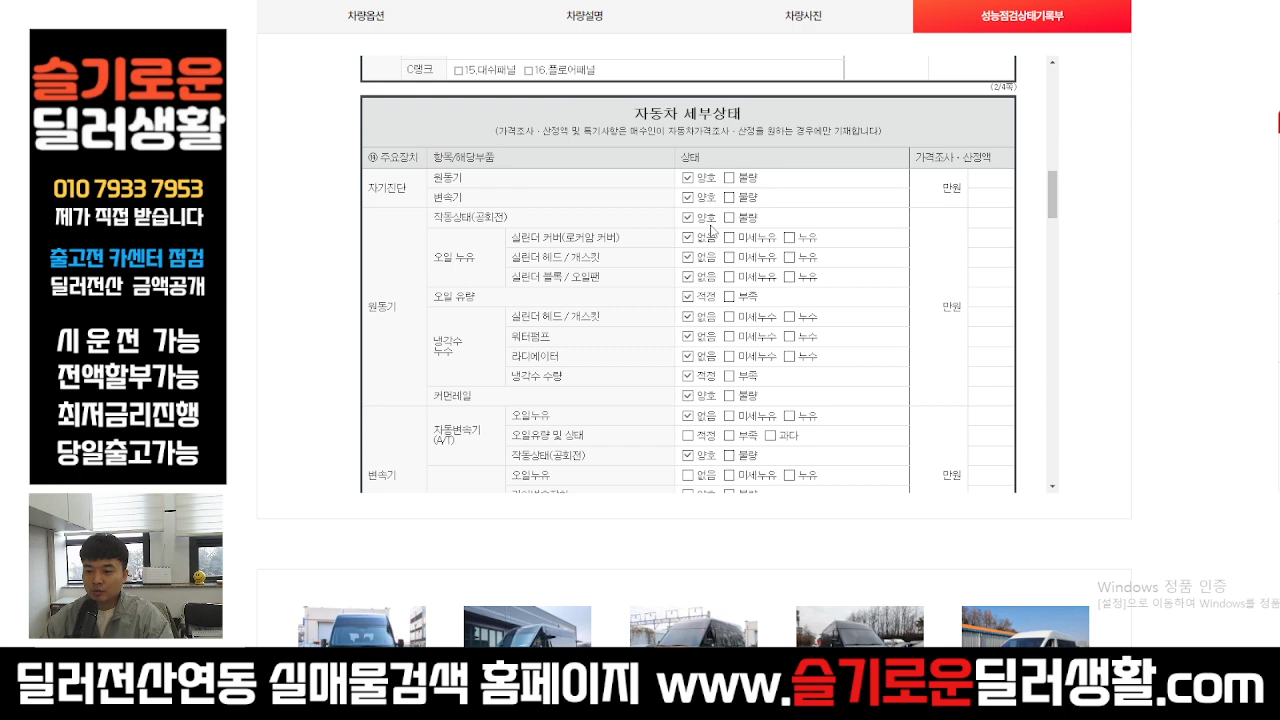 차량옵션
차량설명
차량사진
성능점검상태기록부
슬기로운
딜러생활
010 7933 7953
제가 직접 받습니다
출고전 카센터 점검
딜러전산 금액공개
시 운 전 가능
전액할부가능
최저금리진행
당일출고가능
C랭크 □ 15.대쉬패널 □ 16.플로어패널
(2/4쪽)
자동차 세부상태
(가격조사ㆍ산정액 및 특기사항은 매수인이 자동차가격조사ㆍ산정을 원하는 경우에만 기재합니다)
⑭ 주요장치 항목/해당부품 상태 가격조사ㆍ산정액
자기진단 원동기 ☑ 양호 □ 불량 만원
변속기 ☑ 양호 □ 불량
원동기 작동상태(공회전) ☑ 양호 □ 불량 만원
오일 누유 실린더 커버(로커암 커버) ☑ 없음 □ 미세누유 □ 누유
실린더 헤드 / 개스킷 ☑ 없음 □ 미세누유 □ 누유
실린더 블록 / 오일팬 ☑ 없음 □ 미세누유 □ 누유
오일 유량 ☑ 적정 □ 부족
냉각수 누수 실린더 헤드 / 개스킷 ☑ 없음 □ 미세누수 □ 누수
워터펌프 ☑ 없음 □ 미세누수 □ 누수
라디에이터 ☑ 없음 □ 미세누수 □ 누수
냉각수 수량 ☑ 적정 □ 부족
커먼레일 ☑ 양호 □ 불량
변속기 자동변속기 (A/T) 오일누유 ☑ 없음 □ 미세누유 □ 누유 만원
오일유량 및 상태 □ 적정 □ 부족 □ 과다
작동상태(공회전) ☑ 양호 □ 불량
오일누유 □ 없음 □ 미세누유 □ 누유
Windows 정품 인증
[설정]으로 이동하여 Windows를 정품
딜러전산연동 실매물검색 홈페이지 www.슬기로운딜러생활.com